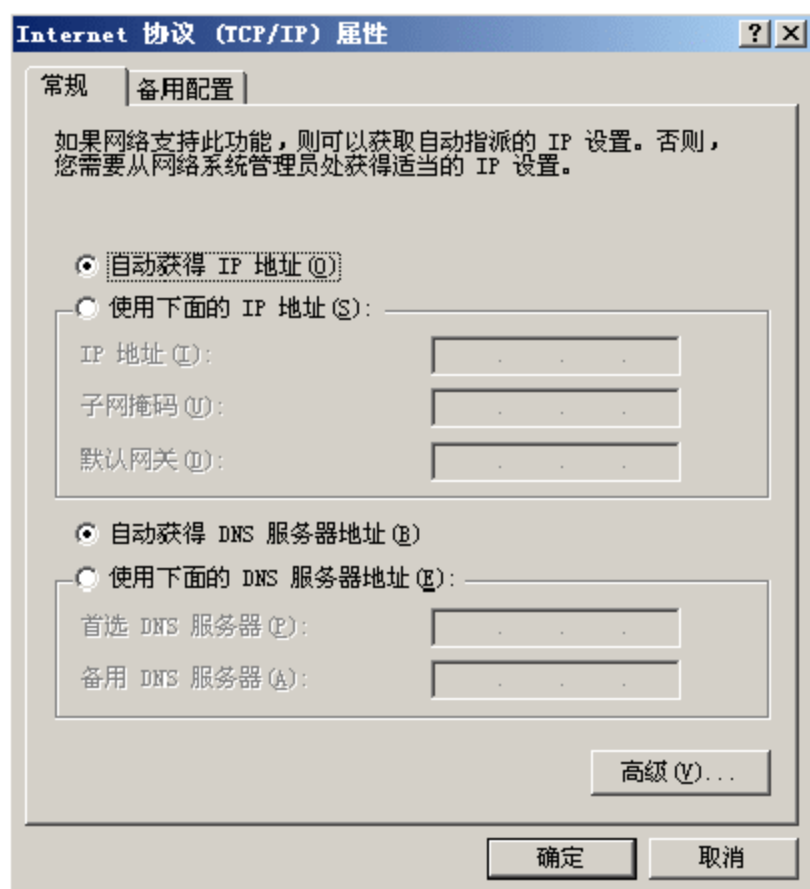 Internet 协议 (TCP/IP) 属性
常规 备用配置
如果网络支持此功能，则可以获取自动指派的 IP 设置。否则，
您需要从网络系统管理员处获得适当的 IP 设置。
自动获得 IP 地址(O)
使用下面的 IP 地址(S):
IP 地址(I):
子网掩码(U):
默认网关(D):
自动获得 DNS 服务器地址(B)
使用下面的 DNS 服务器地址(E):
首选 DNS 服务器(P):
备用 DNS 服务器(A):
高级(V)...
确定 取消